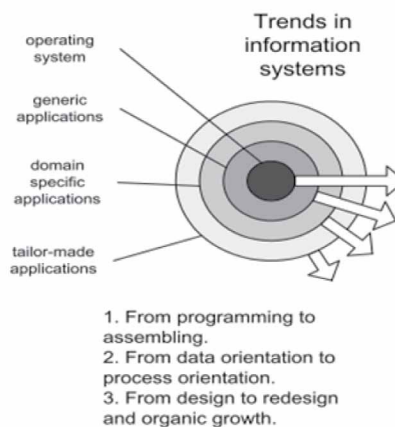 Trends in
information
systems
operating
system
generic
applications
domain
specific
applications
tailor-made
applications
1. From programming to
assembling.
2. From data orientation to
process orientation.
3. From design to redesign
and organic growth.